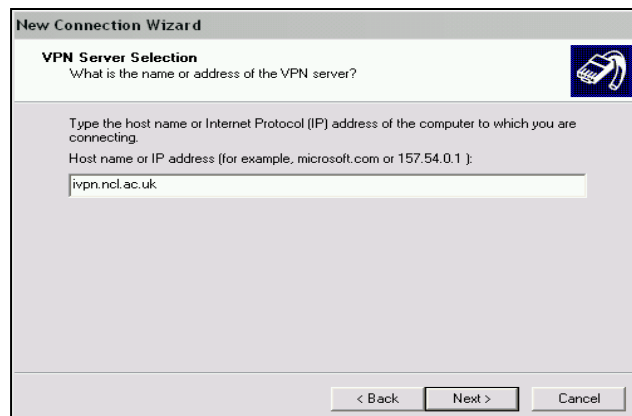 New Connection Wizard
VPN Server Selection
What is the name or address of the VPN server?
Type the host name or Internet Protocol (IP) address of the computer to which you are
connecting.
Host name or IP address (for example, microsoft.com or 157.54.0.1 ):
ivpn.ncl.ac.uk
< Back
Next >
Cancel